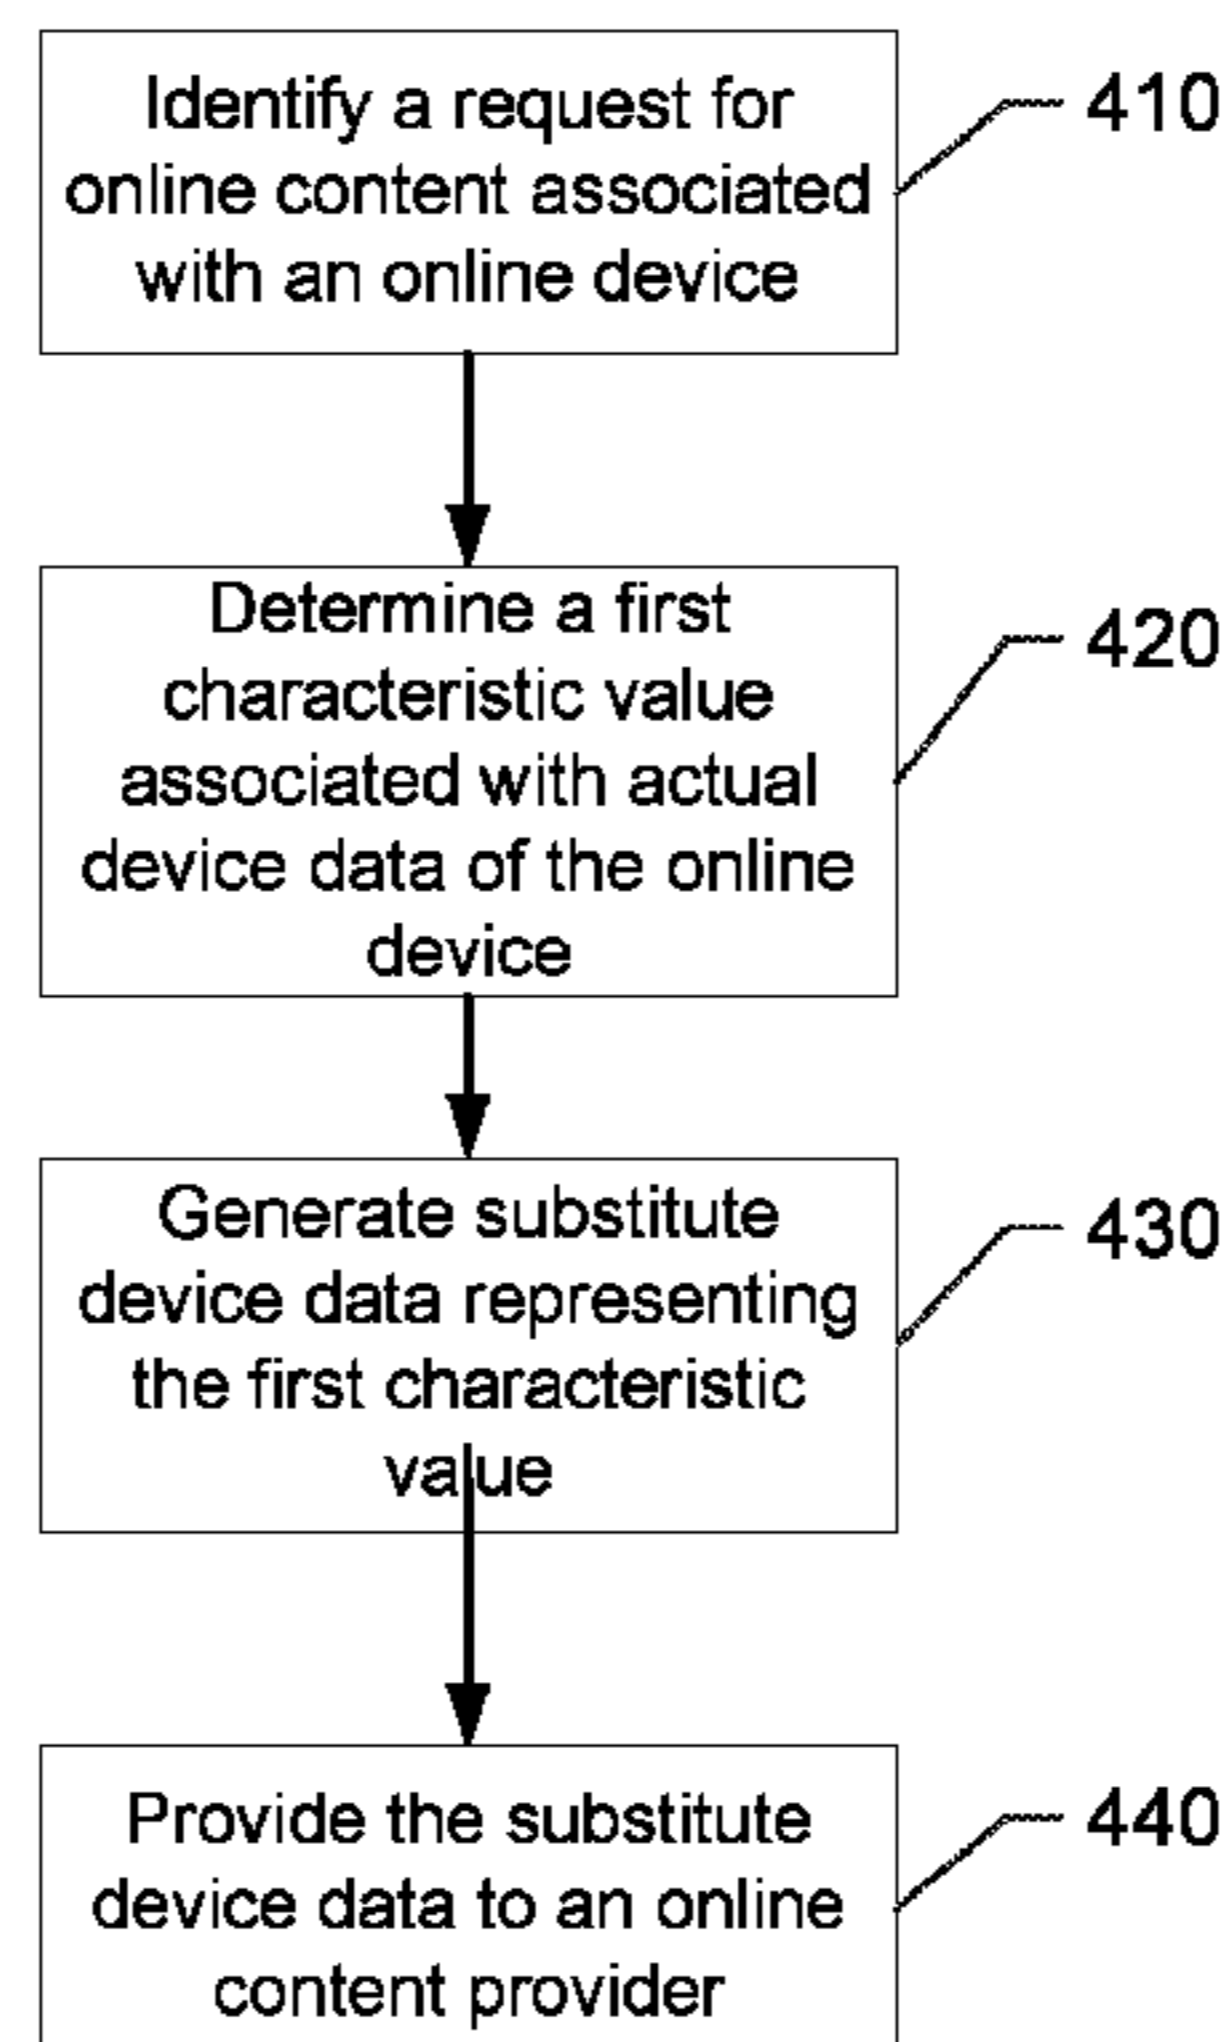 Identify a request for
online content associated
with an online device
410
Determine a first
characteristic value
associated with actual
device data of the online
device
420
Generate substitute
device data representing
the first characteristic
value
430
Provide the substitute
device data to an online
content provider
440